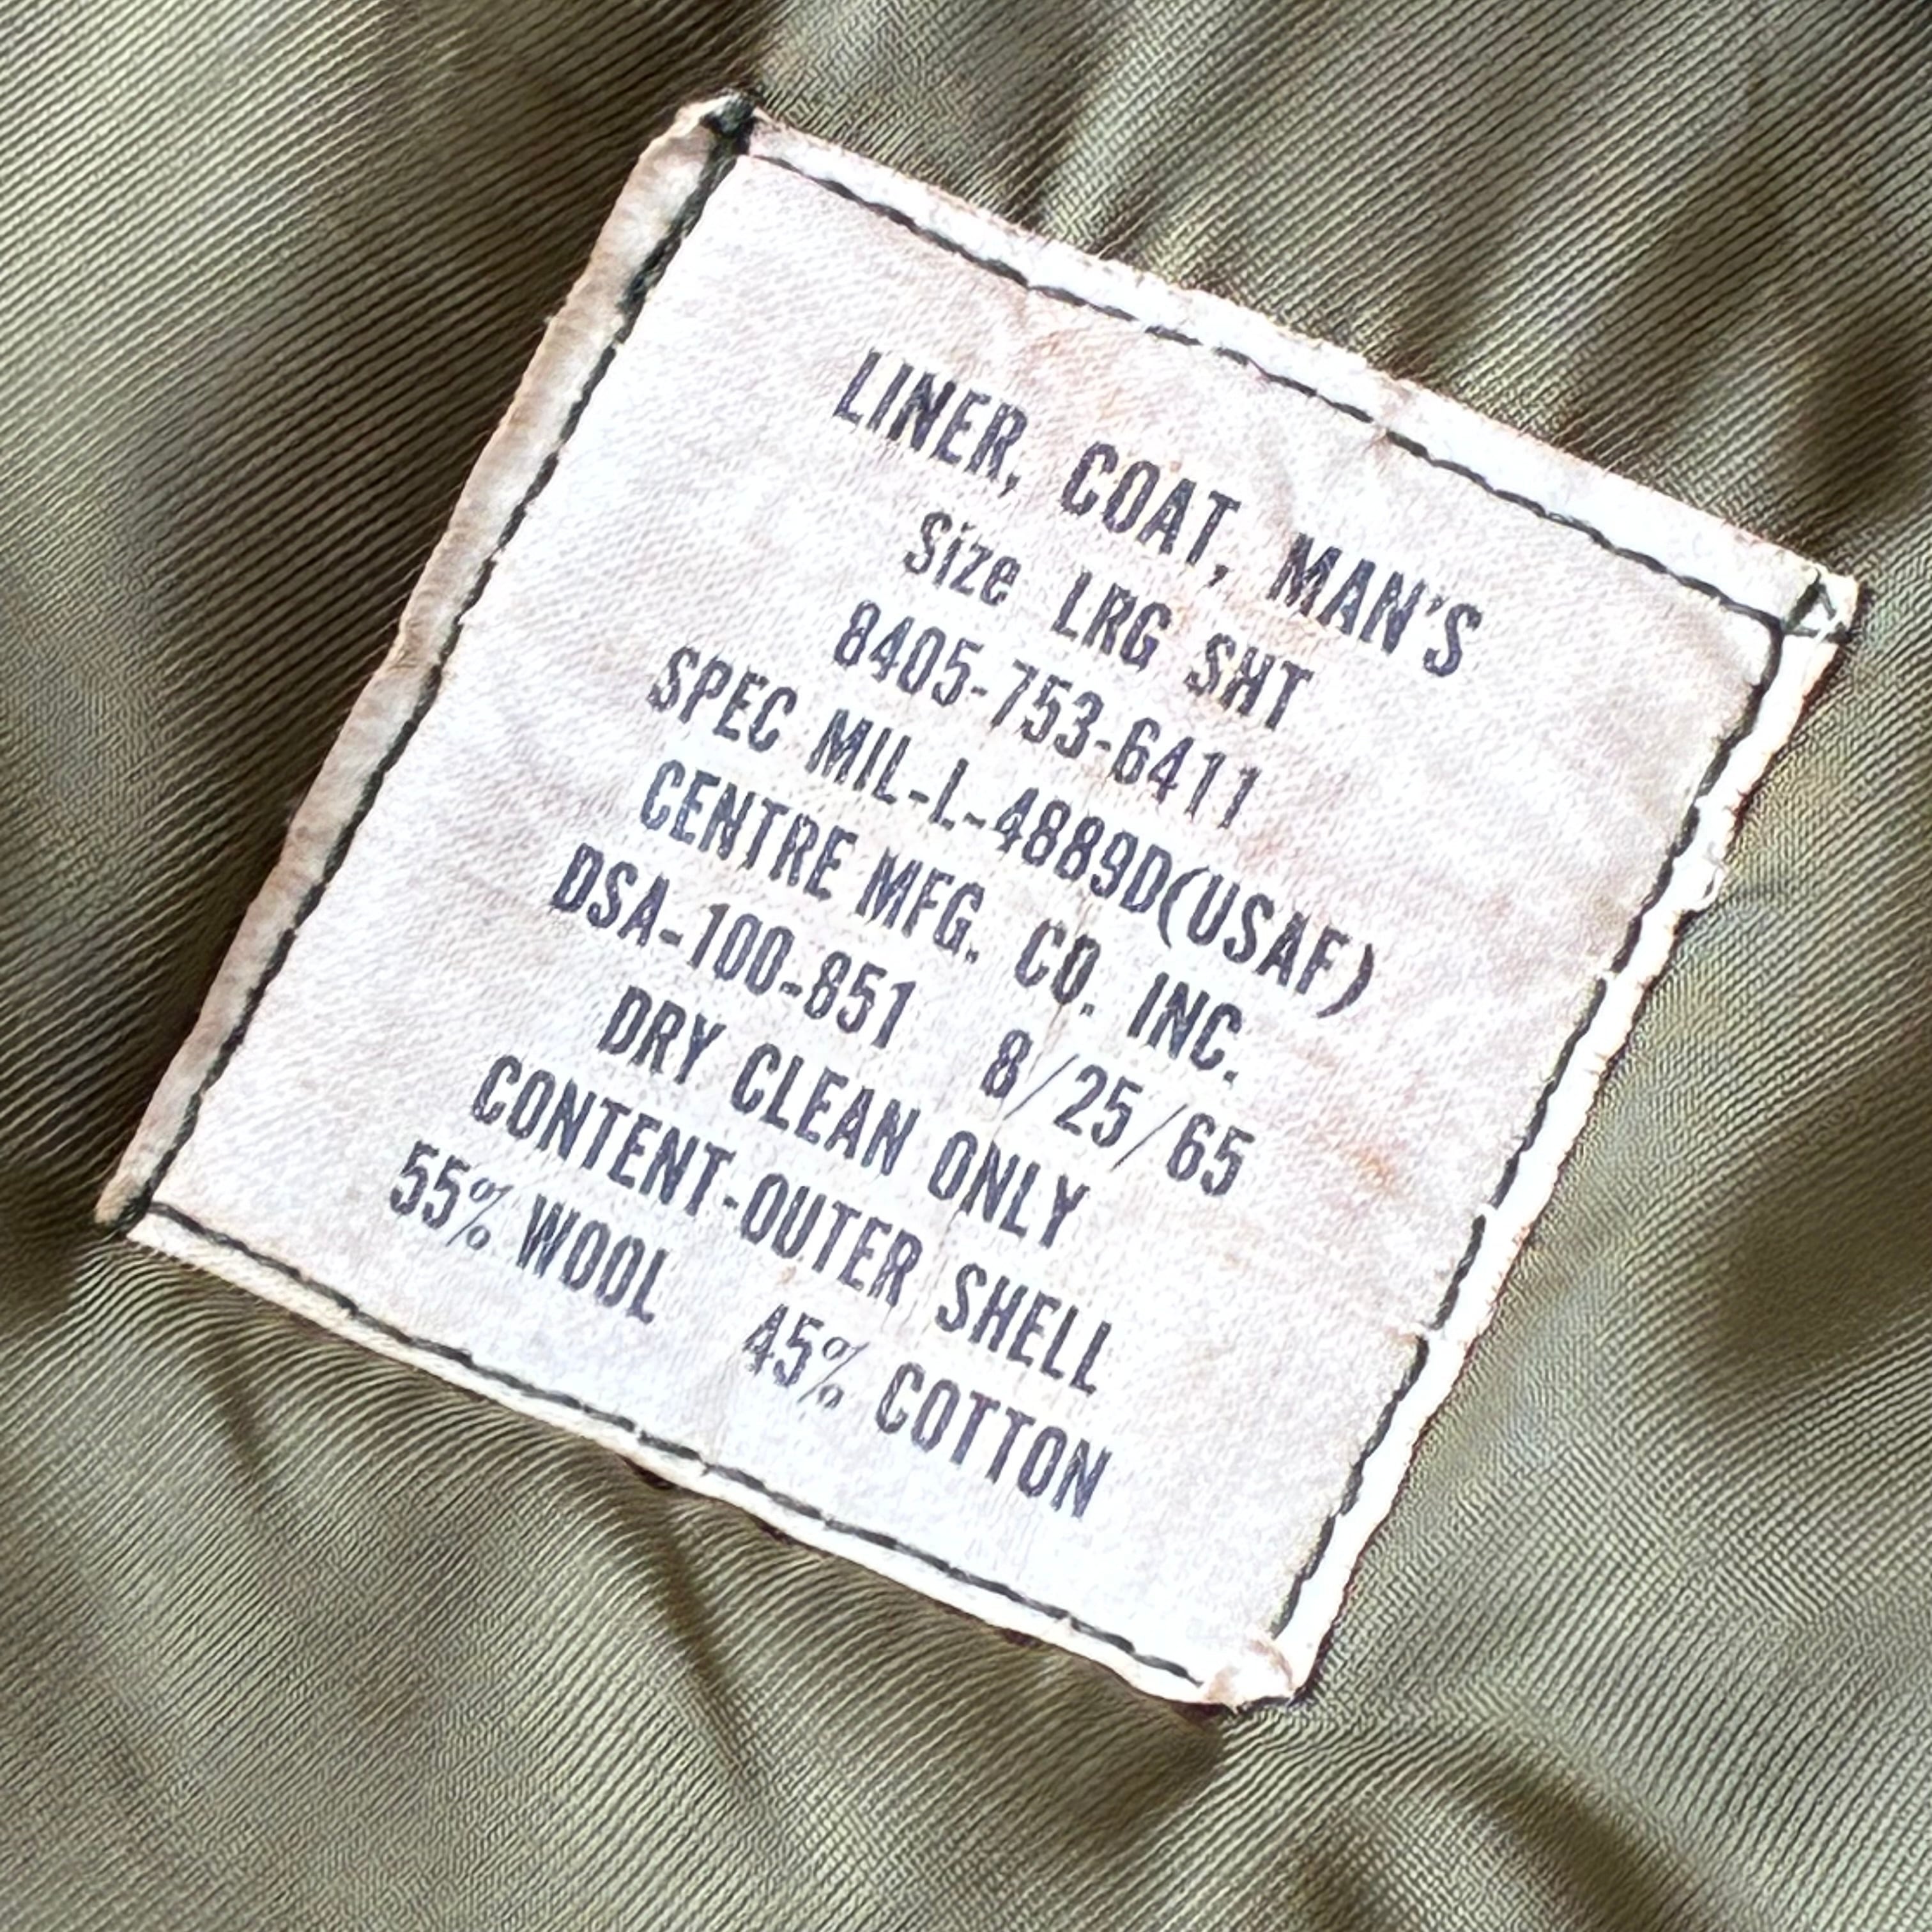 LINER, COAT, MAN'S
Size LRG SHT
8405-753-6411
SPEC MIL-L-4889D(USAF)
CENTRE MFG. CO. INC.
DSA-100-851 8/25/65
DRY CLEAN ONLY
CONTENT-OUTER SHELL
55% WOOL 45% COTTON